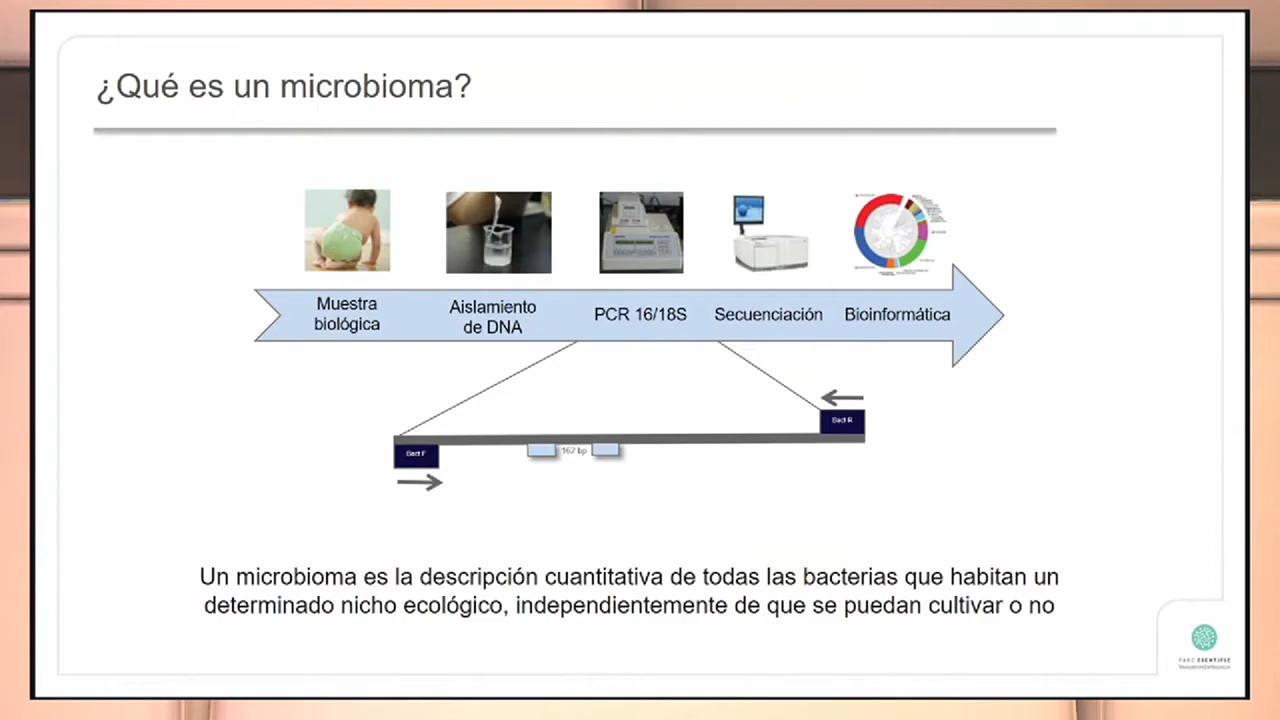 ¿Qué es un microbioma?
Muestra
biológica
Aislamiento
de DNA
PCR 16/18S
Secuenciación
Bioinformática
Bact R
Bact F
162 bp
Un microbioma es la descripción cuantitativa de todas las bacterias que habitan un
determinado nicho ecológico, independientemente de que se puedan cultivar o no
PARC CIENTIFIC